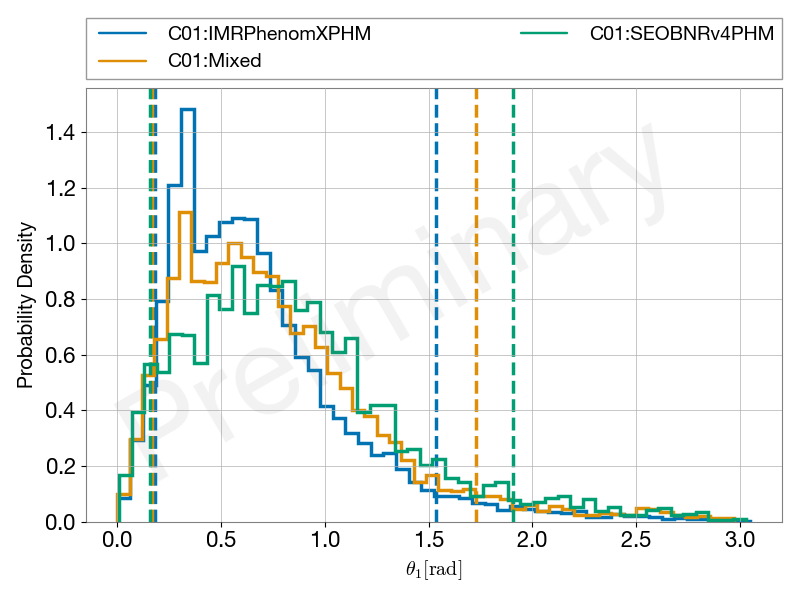 C01:IMRPhenomXPHM
C01:Mixed
C01:SEOBNRv4PHM
Preliminary
Probability Density
1.4
1.2
1.0
0.8
0.6
0.4
0.2
0.0
0.0 0.5 1.0 1.5 2.0 2.5 3.0
θ₁[rad]